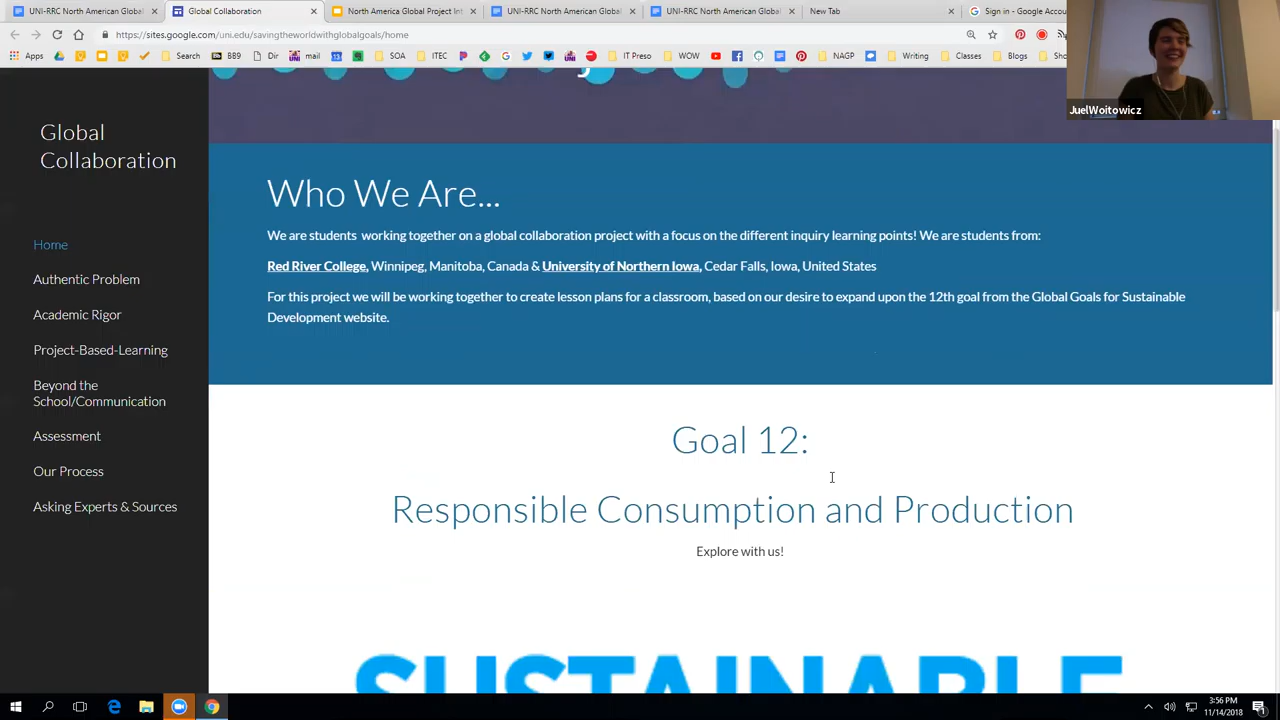 UNI-RRC North American Global
Global Collaboration
North America Global Project Int
UNI-RRC North American Global
UNI-RRC North American Global
New Tab
Sign in - Google Accou
https://sites.google.com/uni.edu/savingtheworldwithglobalgoals/home
Apps
Search
BB9
Dir
mail
SOA
ITEC
IT Preso
WOW
NAGP
Writing
Classes
Blogs
JuelWoitowicz
Global
Collaboration
Home
Authentic Problem
Academic Rigor
Project-Based-Learning
Beyond the
School/Communication
Assessment
Our Process
Asking Experts & Sources
Who We Are...
We are students working together on a global collaboration project with a focus on the different inquiry learning points! We are students from:
Red River College, Winnipeg, Manitoba, Canada & University of Northern Iowa, Cedar Falls, Iowa, United States
For this project we will be working together to create lesson plans for a classroom, based on our desire to expand upon the 12th goal from the Global Goals for Sustainable
Development website.
Goal 12:
Responsible Consumption and Production
Explore with us!
SUSTAINABLE
3:56 PM
11/14/2018